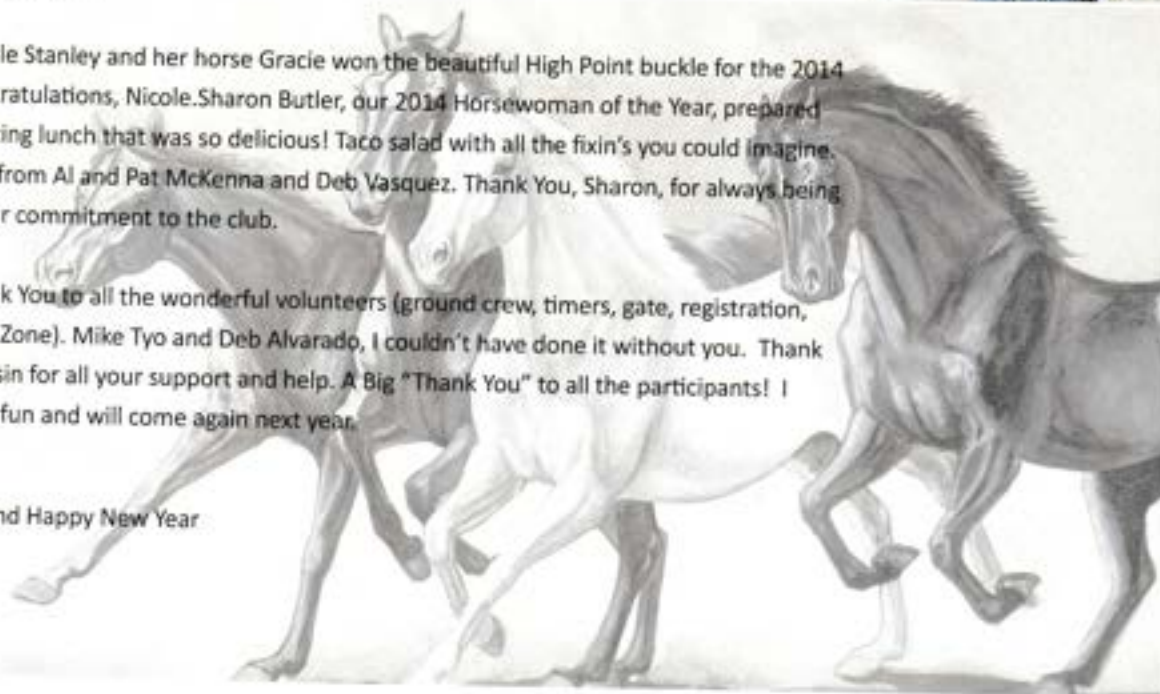 le Stanley and her horse Gracie won the beautiful High Point buckle for the 2014
ratulations, Nicole.Sharon Butler, our 2014 Horsewoman of the Year, prepared
ing lunch that was so delicious! Taco salad with all the fixin's you could imagine.
from Al and Pat McKenna and Deb Vasquez. Thank You, Sharon, for always being
r commitment to the club.
k You to all the wonderful volunteers (ground crew, timers, gate, registration,
Zone). Mike Tyo and Deb Alvarado, I couldn't have done it without you.  Thank
sin for all your support and help. A Big "Thank You" to all the participants!  I
fun and will come again next year.
nd Happy New Year